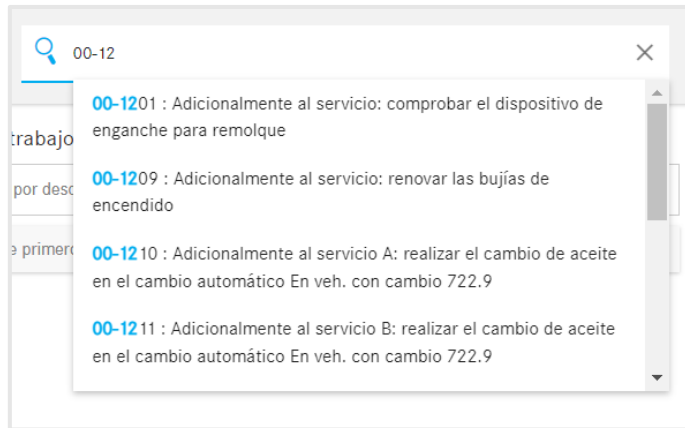 00-12
00-1201 : Adicionalmente al servicio: comprobar el dispositivo de
enganche para remolque
trabajo
00-1209 : Adicionalmente al servicio: renovar las bujías de
por desc
encendido
e primero
00-1210 : Adicionalmente al servicio A: realizar el cambio de aceite
en el cambio automático En veh. con cambio 722.9
00-1211 : Adicionalmente al servicio B: realizar el cambio de aceite
en el cambio automático En veh. con cambio 722.9